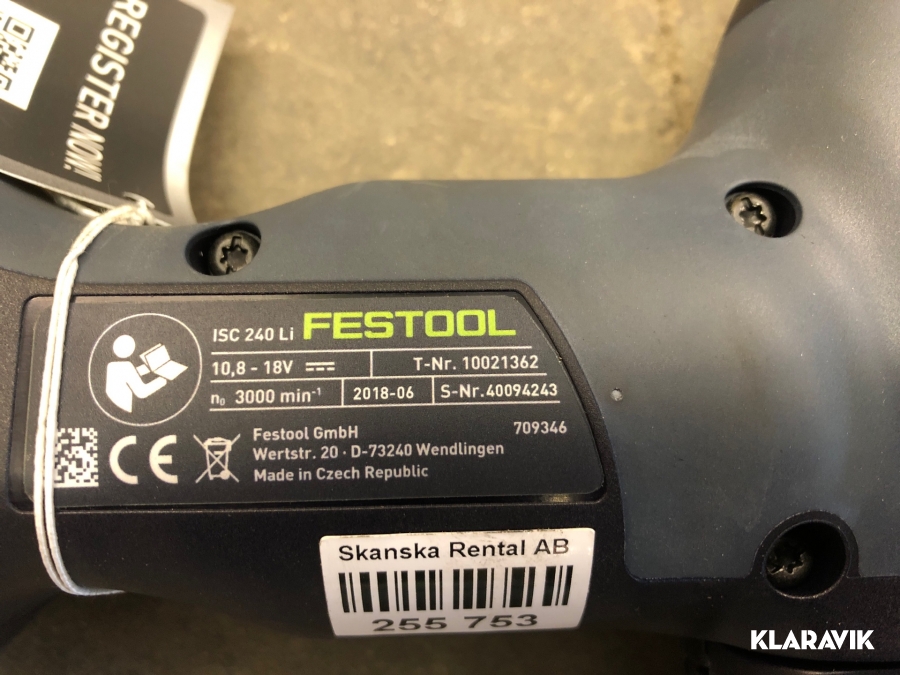 REGISTER NOW!
ISC 240 Li FESTOOL
10,8 - 18V T-Nr. 10021362
n₀ 3000 min⁻¹ 2018-06 S-Nr.40094243
Festool GmbH 709346
Wertstr. 20 · D-73240 Wendlingen
Made in Czech Republic
CE
Skanska Rental AB
255 753
KLARAVIK